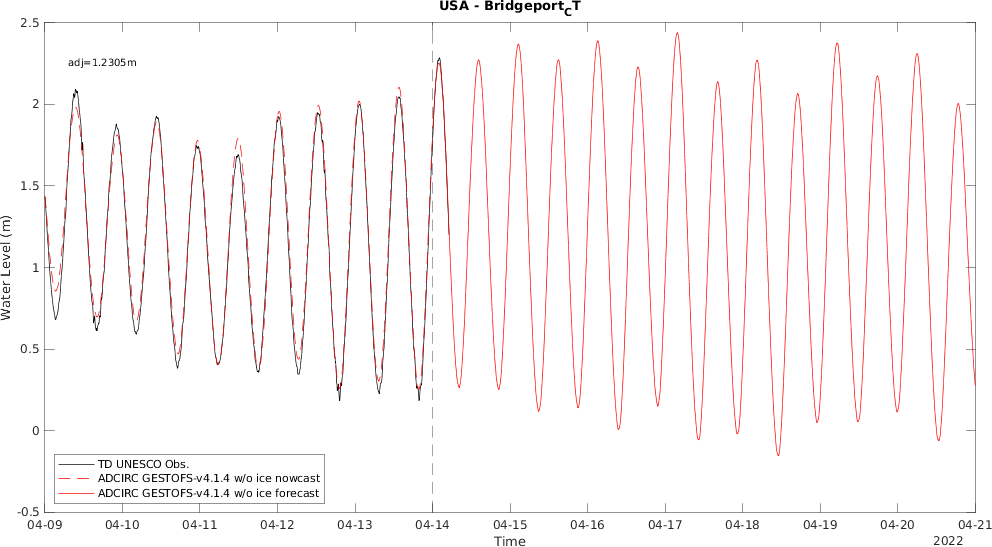 USA - Bridgeport_CT
adj=1.2305m
2.5
2
1.5
1
0.5
0
-0.5
Water Level (m)
TD UNESCO Obs.
ADCIRC GESTOFS-v4.1.4 w/o ice nowcast
ADCIRC GESTOFS-v4.1.4 w/o ice forecast
04-09 04-10 04-11 04-12 04-13 04-14 04-15 04-16 04-17 04-18 04-19 04-20 04-21
Time
2022